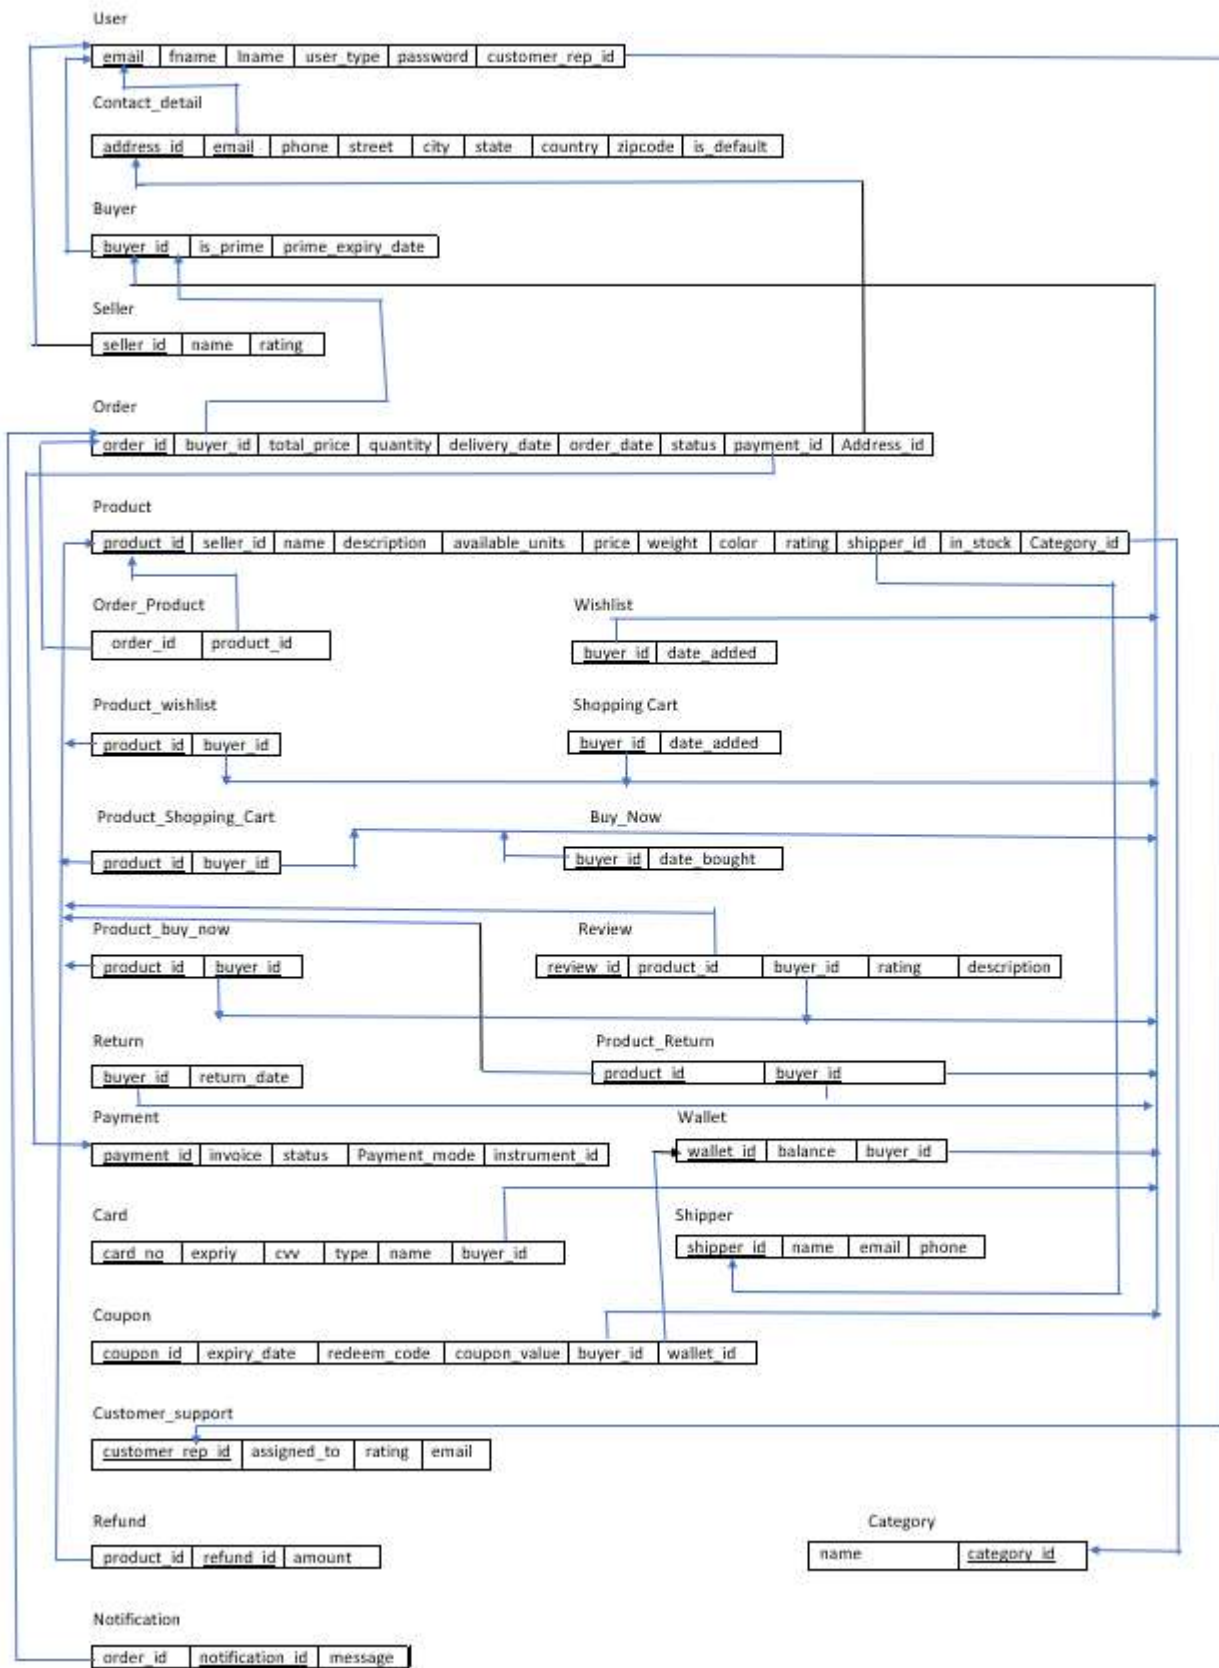 User
email fname lname user_type password customer_rep_id
Contact_detail
address_id email phone street city state country zipcode is_default
Buyer
buyer_id is_prime prime_expiry_date
Seller
seller_id name rating
Order
order_id buyer_id total_price quantity delivery_date order_date status payment_id Address_id
Product
product_id seller_id name description available_units price weight color rating shipper_id in_stock Category_id
Order_Product Wishlist
order_id product_id
buyer_id date_added
Product_wishlist Shopping Cart
product_id buyer_id buyer_id date_added
Product_Shopping_Cart Buy_Now
product_id buyer_id buyer_id date_bought
Product_buy_now Review
product_id buyer_id review_id product_id buyer_id rating description
Return Product_Return
buyer_id return_date product_id buyer_id
Payment Wallet
payment_id invoice status Payment_mode instrument_id wallet_id balance buyer_id
Card Shipper
card_no expriy cvv type name buyer_id shipper_id name email phone
Coupon
coupon_id expiry_date redeem_code coupon_value buyer_id wallet_id
Customer_support
customer_rep_id assigned_to rating email
Refund Category
product_id refund_id amount name category_id
Notification
order_id notification_id message